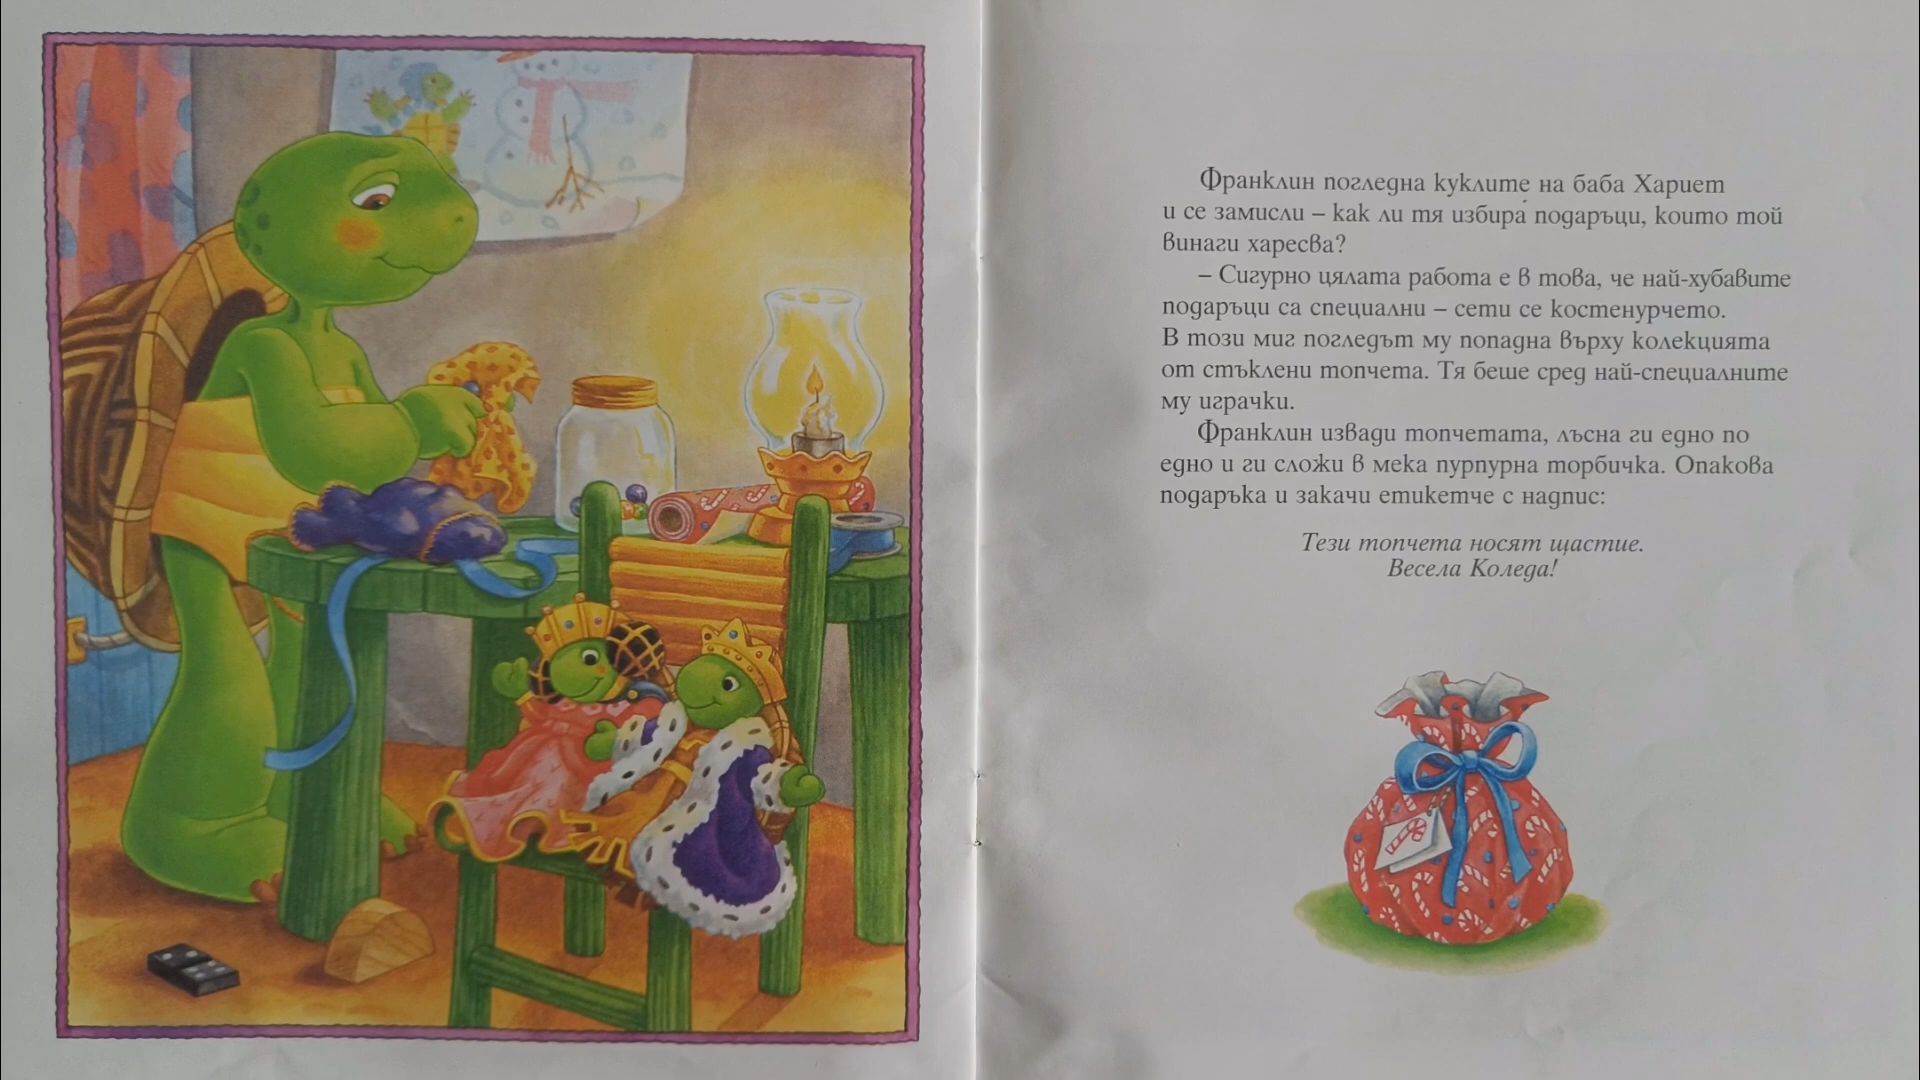 Франклин погледна куклите на баба Хариет
и се замисли – как ли тя избира подаръци, които той
винаги харесва?
– Сигурно цялата работа е в това, че най-хубавите
подаръци са специални – сети се костенурчето.
В този миг погледът му попадна върху колекцията
от стъклени топчета. Тя беше сред най-специалните
му играчки.
Франклин извади топчетата, лъсна ги едно по
едно и ги сложи в мека пурпурна торбичка. Опакова
подаръка и закачи етикетче с надпис:
Тези топчета носят щастие.
Весела Коледа!